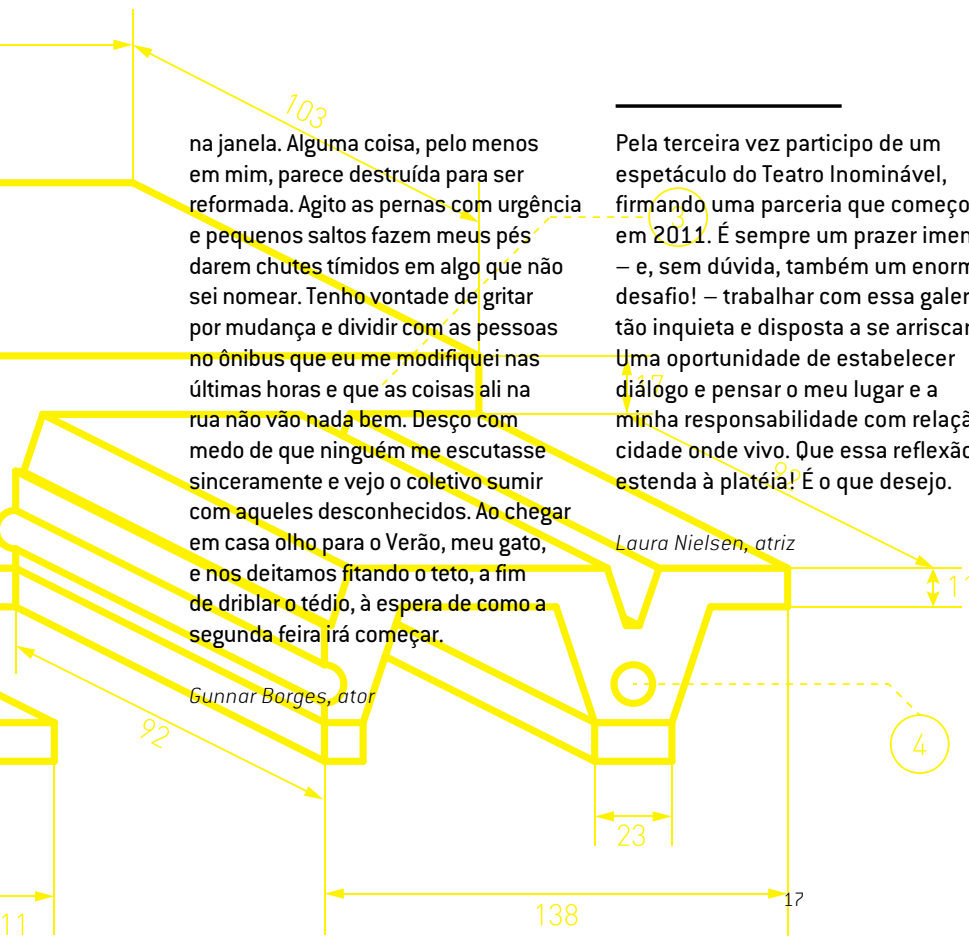 na janela. Alguma coisa, pelo menos
em mim, parece destruída para ser
reformada. Agito as pernas com urgência
e pequenos saltos fazem meus pés
darem chutes tímidos em algo que não
sei nomear. Tenho vontade de gritar
por mudança e dividir com as pessoas
no ônibus que eu me modifiquei nas
últimas horas e que as coisas ali na
rua não vão nada bem. Desço com
medo de que ninguém me escutasse
sinceramente e vejo o coletivo sumir
com aqueles desconhecidos. Ao chegar
em casa olho para o Verão, meu gato,
e nos deitamos fitando o teto, a fim
de driblar o tédio, à espera de como a
segunda feira irá começar.
Gunnar Borges, ator
Pela terceira vez participo de um
espetáculo do Teatro Inominável,
firmando uma parceria que começo
em 2011. É sempre um prazer imen
– e, sem dúvida, também um enorm
desafio! – trabalhar com essa galer
tão inquieta e disposta a se arriscar
Uma oportunidade de estabelecer
diálogo e pensar o meu lugar e a
minha responsabilidade com relaçã
cidade onde vivo. Que essa reflexão
estenda à platéia! É o que desejo.
Laura Nielsen, atriz
103
3
17
92
11
92
4
23
138
11
17